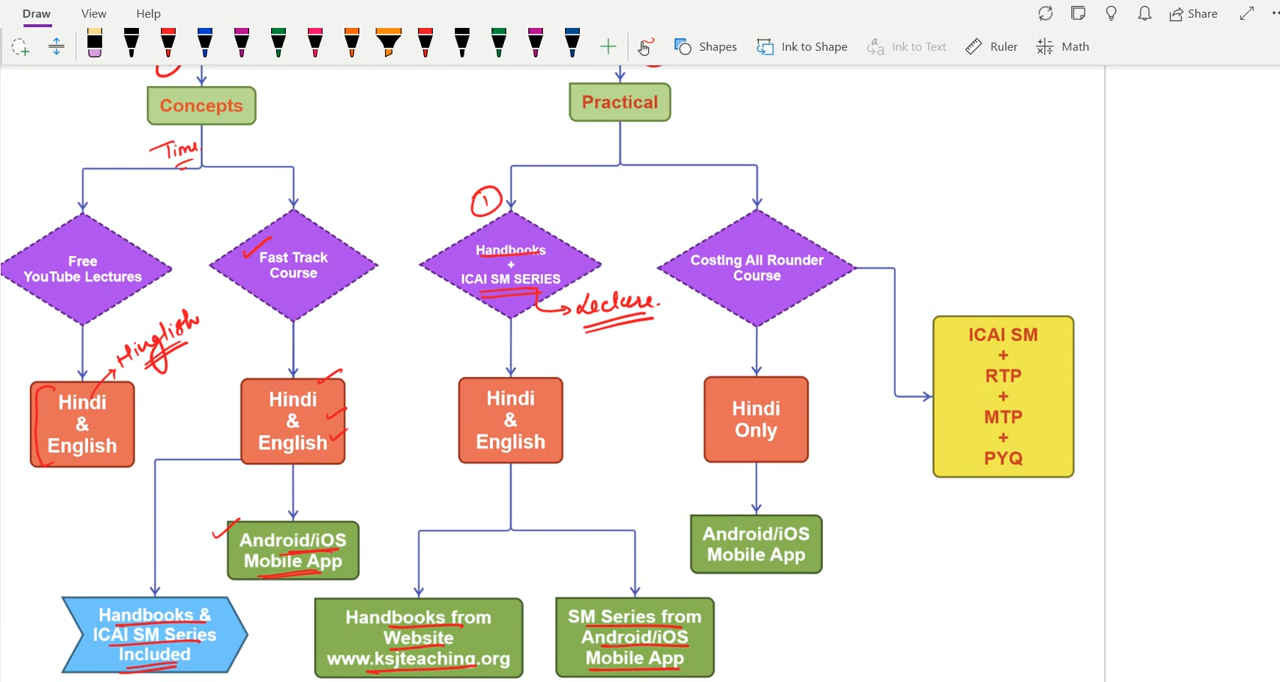 Draw
View
Help
Share
Shapes
Ink to Shape
Ink to Text
Ruler
Math
Concepts
Practical
Time
1
Free
YouTube Lectures
Fast Track
Course
Handbooks
+
ICAI SM SERIES
Costing All Rounder
Course
Lecture.
Hinglish
Hindi
&
English
Hindi
&
English
Hindi
&
English
Hindi
Only
ICAI SM
+
RTP
+
MTP
+
PYQ
Android/iOS
Mobile App
Android/iOS
Mobile App
Handbooks &
ICAI SM Series
Included
Handbooks from
Website
www.ksjteaching.org
SM Series from
Android/iOS
Mobile App